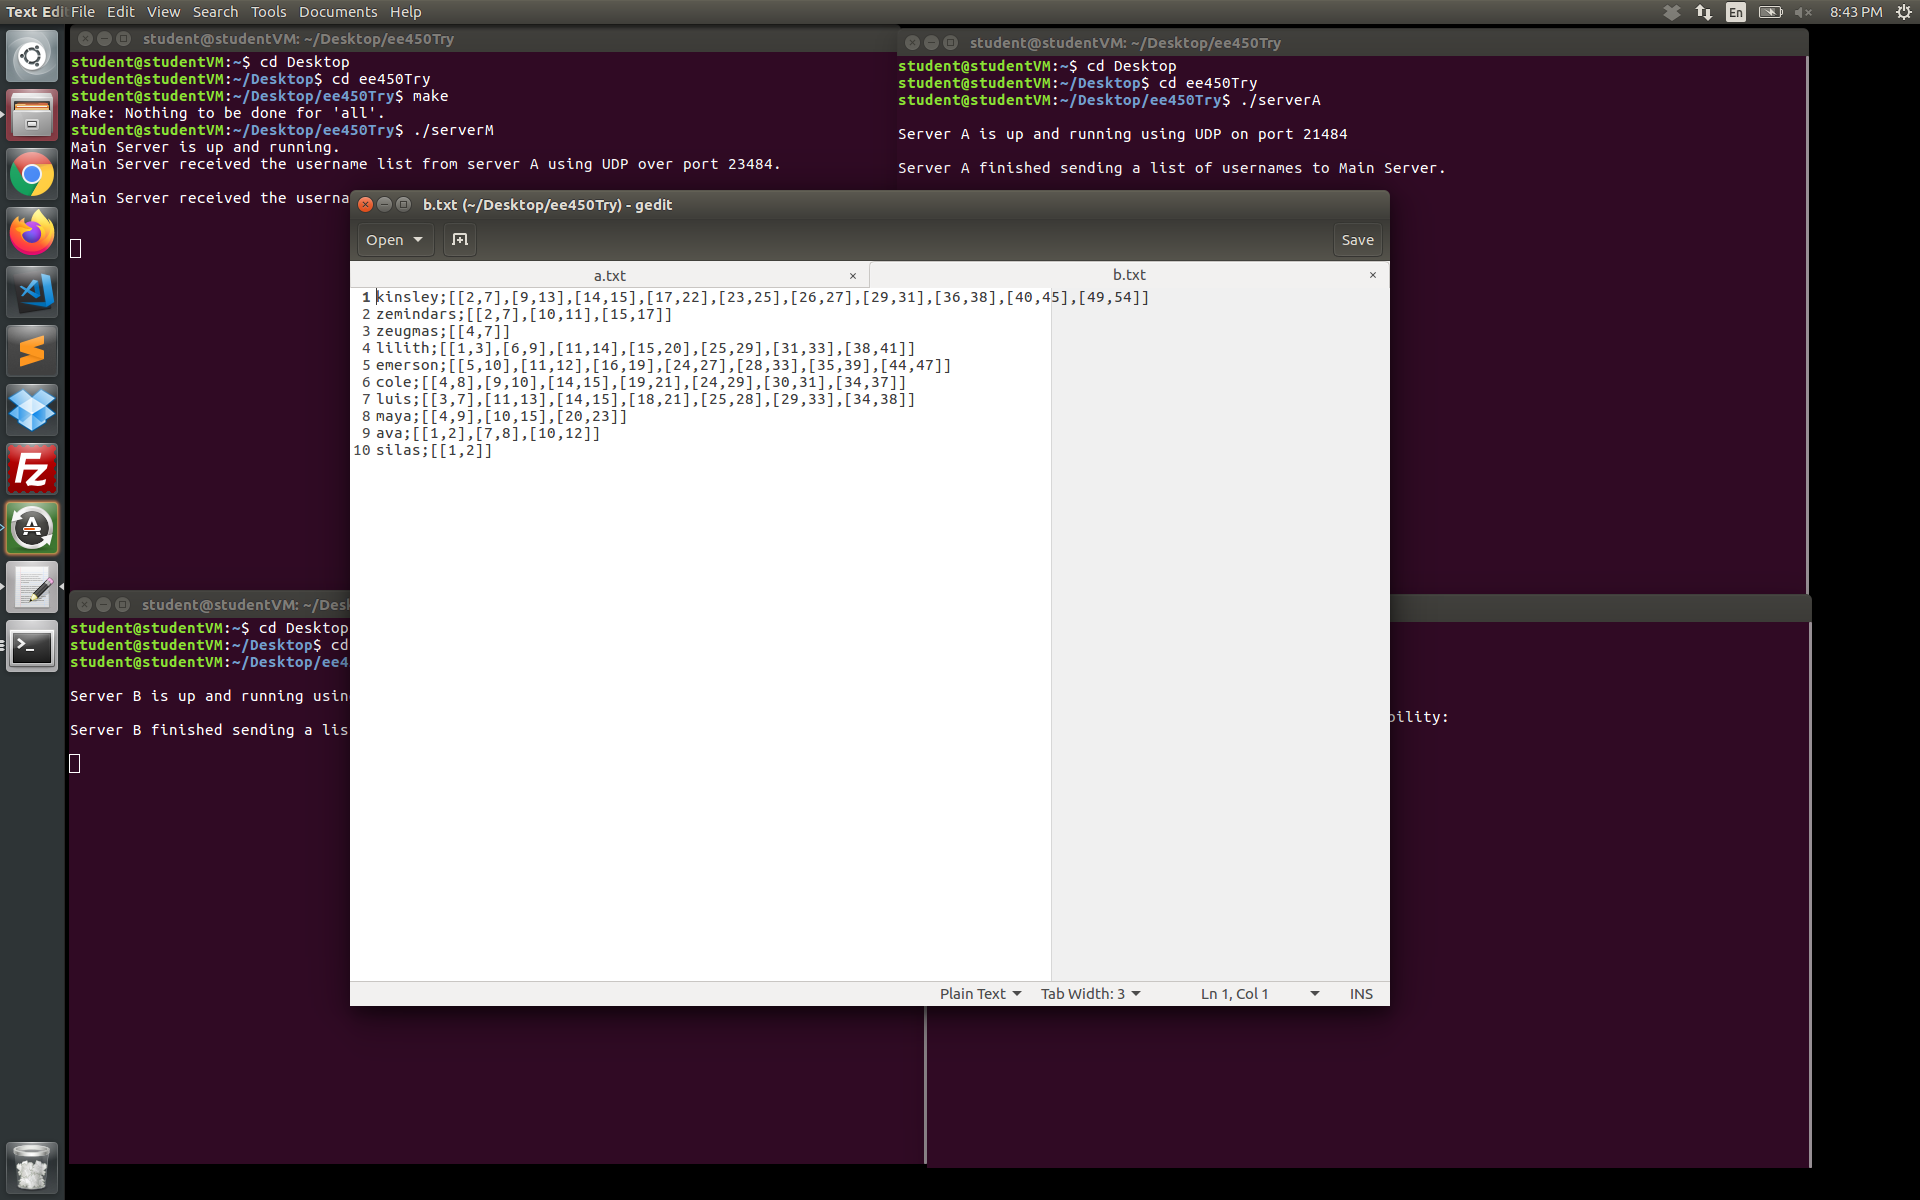 Text Edi File Edit View Search Tools Documents Help
En 8:43 PM
student@studentVM: ~/Desktop/ee450Try
student@studentVM:~$ cd Desktop
student@studentVM:~/Desktop$ cd ee450Try
student@studentVM:~/Desktop/ee450Try$ make
make: Nothing to be done for 'all'.
student@studentVM:~/Desktop/ee450Try$ ./serverM
Main Server is up and running.
Main Server received the username list from server A using UDP over port 23484.
Main Server received the userna
student@studentVM: ~/Desktop/ee450Try
student@studentVM:~$ cd Desktop
student@studentVM:~/Desktop$ cd ee450Try
student@studentVM:~/Desktop/ee450Try$ ./serverA
Server A is up and running using UDP on port 21484
Server A finished sending a list of usernames to Main Server.
b.txt (~/Desktop/ee450Try) - gedit
Open Save
a.txt × b.txt ×
1 kinsley;[[2,7],[9,13],[14,15],[17,22],[23,25],[26,27],[29,31],[36,38],[40,45],[49,54]]
2 zemindars;[[2,7],[10,11],[15,17]]
3 zeugmas;[[4,7]]
4 lilith;[[1,3],[6,9],[11,14],[15,20],[25,29],[31,33],[38,41]]
5 emerson;[[5,10],[11,12],[16,19],[24,27],[28,33],[35,39],[44,47]]
6 cole;[[4,8],[9,10],[14,15],[19,21],[24,29],[30,31],[34,37]]
7 luis;[[3,7],[11,13],[14,15],[18,21],[25,28],[29,33],[34,38]]
8 maya;[[4,9],[10,15],[20,23]]
9 ava;[[1,2],[7,8],[10,12]]
10 silas;[[1,2]]
Plain Text Tab Width: 3 Ln 1, Col 1 INS
student@studentVM: ~/Desk
student@studentVM:~$ cd Desktop
student@studentVM:~/Desktop$ cd
student@studentVM:~/Desktop/ee4
Server B is up and running usin
Server B finished sending a lis
bility: